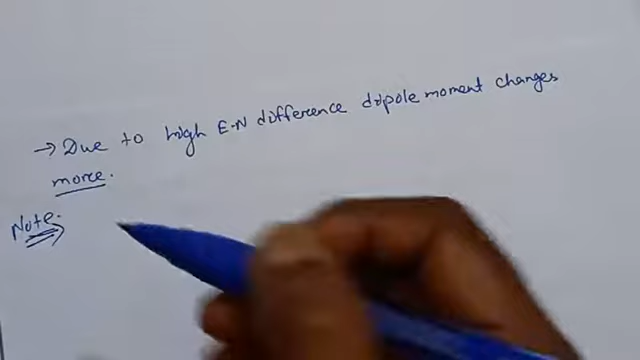 → Due to high E-N difference dipole moment changes
more.
Note.